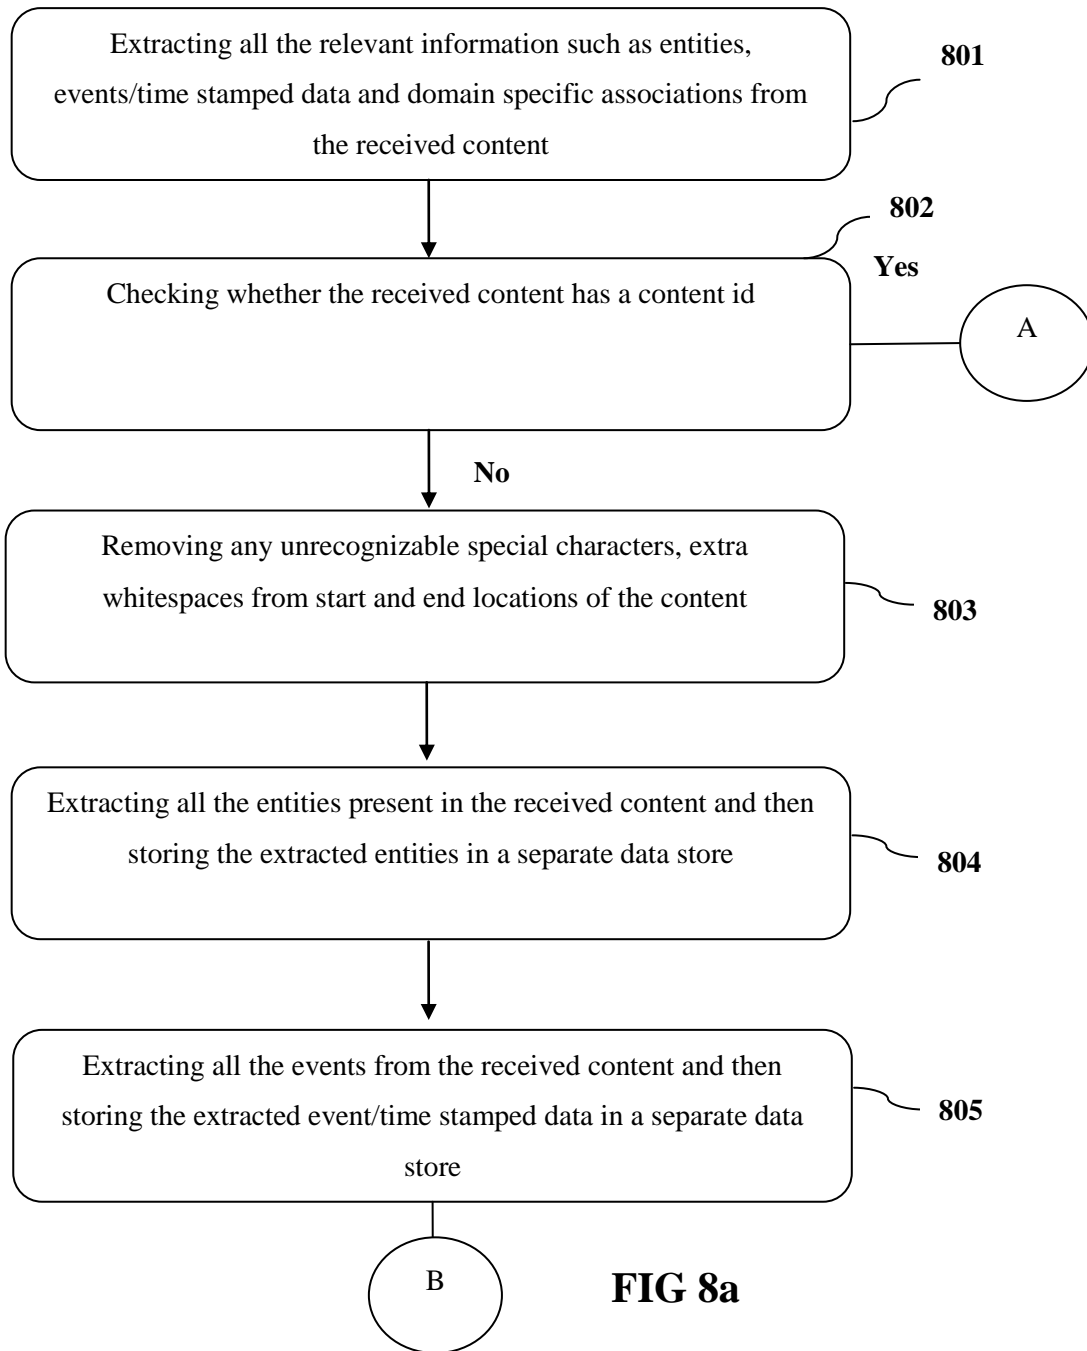 Extracting all the relevant information such as entities,
events/time stamped data and domain specific associations from
the received content
801
802
Yes
Checking whether the received content has a content id
A
No
Removing any unrecognizable special characters, extra
whitespaces from start and end locations of the content
803
Extracting all the entities present in the received content and then
storing the extracted entities in a separate data store
804
Extracting all the events from the received content and then
storing the extracted event/time stamped data in a separate data
store
805
B
FIG 8a